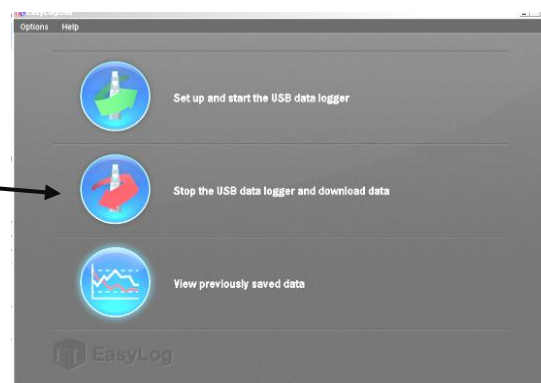 Options Help
Set up and start the USB data logger
Stop the USB data logger and download data
View previously saved data
EasyLog